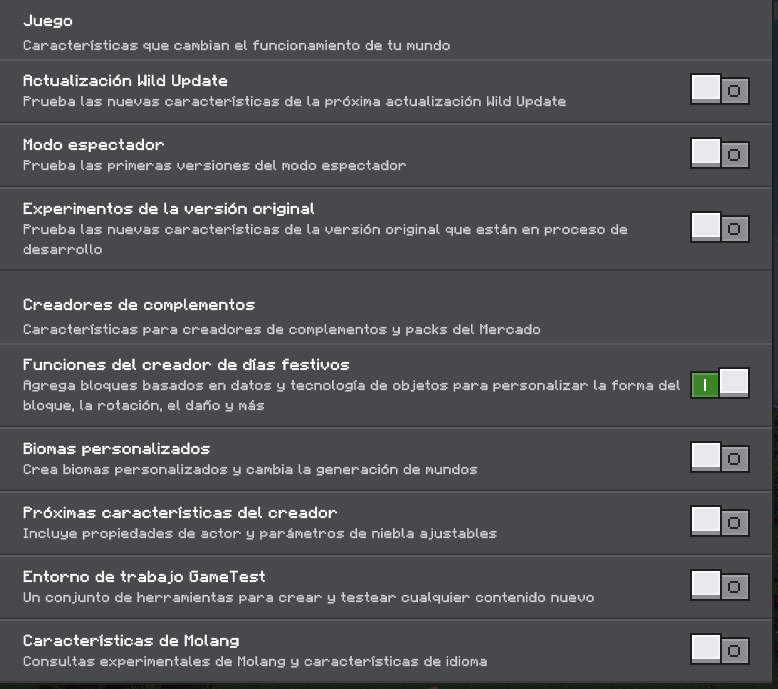 Juego
Características que cambian el funcionamiento de tu mundo
Actualización Wild Update
Prueba las nuevas características de la próxima actualización Wild Update
Modo espectador
Prueba las primeras versiones del modo espectador
Experimentos de la versión original
Prueba las nuevas características de la versión original que están en proceso de
desarrollo
Creadores de complementos
Características para creadores de complementos y packs del Mercado
Funciones del creador de días festivos
Agrega bloques basados en datos y tecnología de objetos para personalizar la forma del
bloque, la rotación, el daño y más
Biomas personalizados
Crea biomas personalizados y cambia la generación de mundos
Próximas características del creador
Incluye propiedades de actor y parámetros de niebla ajustables
Entorno de trabajo GameTest
Un conjunto de herramientas para crear y testear cualquier contenido nuevo
Características de Molang
Consultas experimentales de Molang y características de idioma